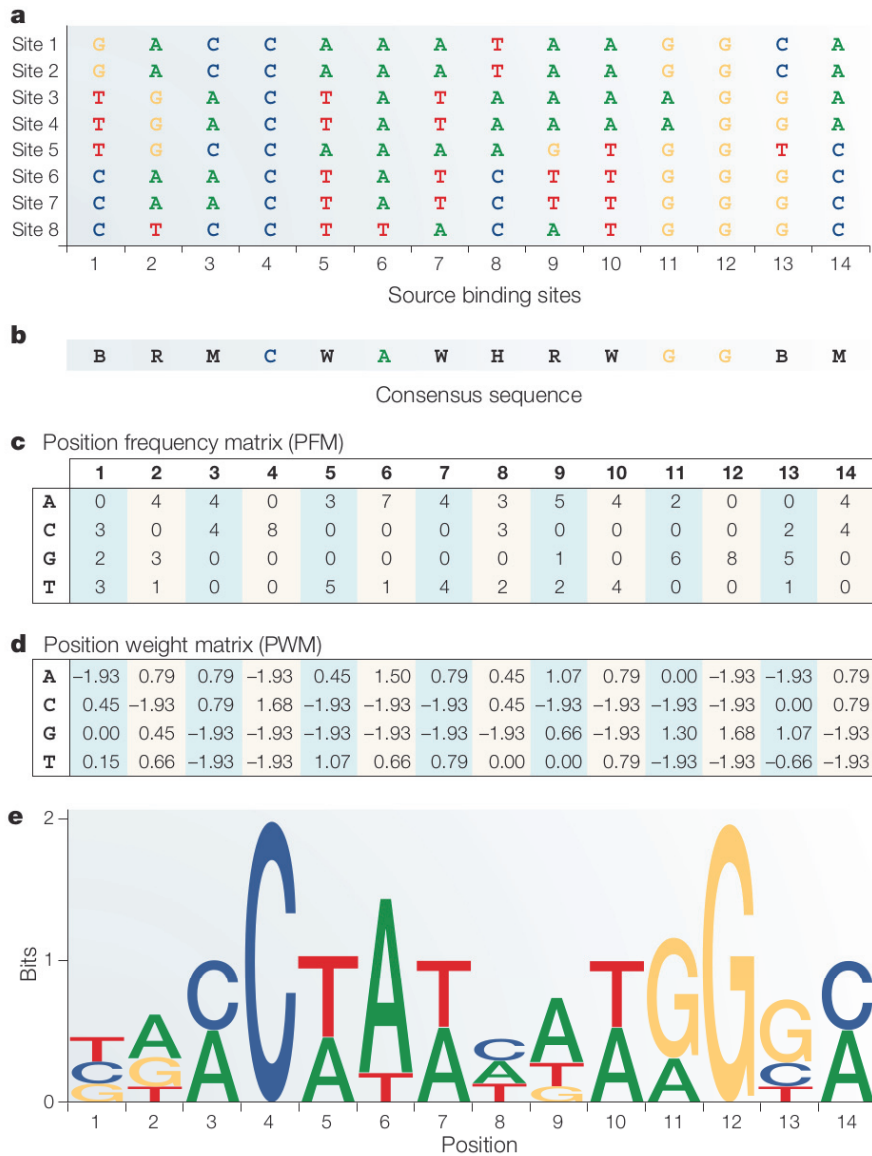 a
Site 1 G A C C A A A T A A G G C A
Site 2 G A C C A A A T A A G G C A
Site 3 T G A C T A T A A A A G G A
Site 4 T G A C T A T A A A A G G A
Site 5 T G C C A A A A G T G G T C
Site 6 C A A C T A T C T T G G G C
Site 7 C A A C T A T C T T G G G C
Site 8 C T C C T T A C A T G G G C
1 2 3 4 5 6 7 8 9 10 11 12 13 14
Source binding sites
b
B R M C W A W H R W G G B M
Consensus sequence
c Position frequency matrix (PFM)
1 2 3 4 5 6 7 8 9 10 11 12 13 14
A 0 4 4 0 3 7 4 3 5 4 2 0 0 4
C 3 0 4 8 0 0 0 3 0 0 0 0 2 4
G 2 3 0 0 0 0 0 0 1 0 6 8 5 0
T 3 1 0 0 5 1 4 2 2 4 0 0 1 0
d Position weight matrix (PWM)
A −1.93 0.79 0.79 −1.93 0.45 1.50 0.79 0.45 1.07 0.79 0.00 −1.93 −1.93 0.79
C 0.45 −1.93 0.79 1.68 −1.93 −1.93 −1.93 0.45 −1.93 −1.93 −1.93 −1.93 0.00 0.79
G 0.00 0.45 −1.93 −1.93 −1.93 −1.93 −1.93 −1.93 0.66 −1.93 1.30 1.68 1.07 −1.93
T 0.15 0.66 −1.93 −1.93 1.07 0.66 0.79 0.00 0.00 0.79 −1.93 −1.93 −0.66 −1.93
e
2
1
0
Bits
T A C C T A T C A T G G G C
C G A A T A A T A A C A
G T T G T
1 2 3 4 5 6 7 8 9 10 11 12 13 14
Position